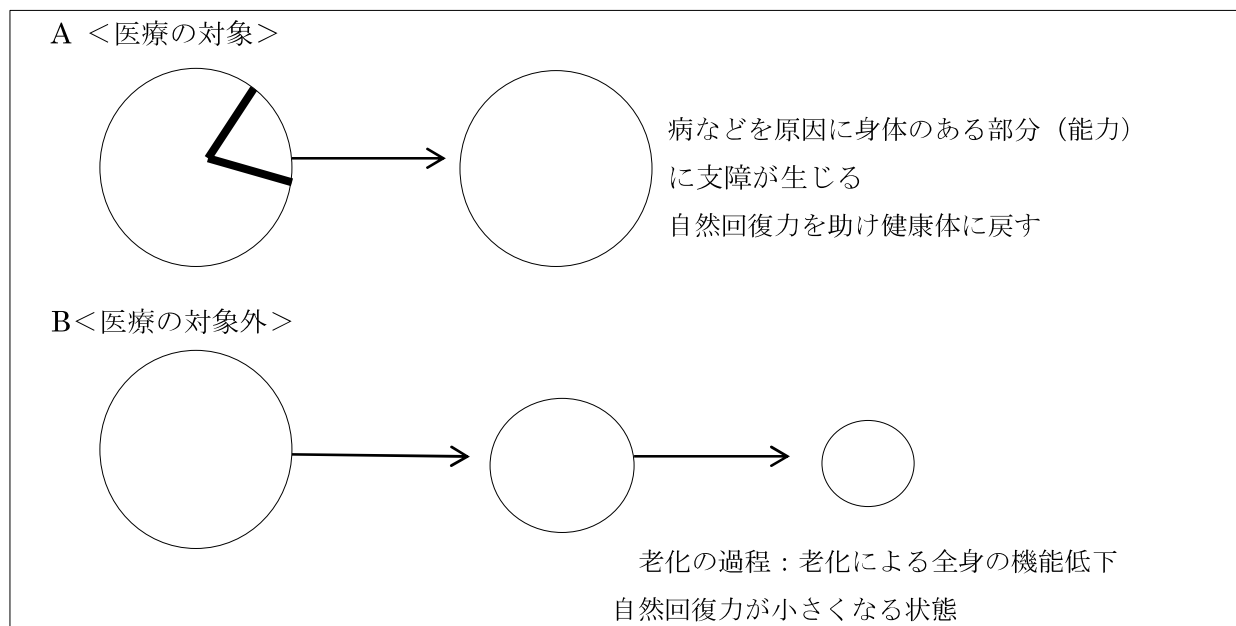 A ＜医療の対象＞
病などを原因に身体のある部分（能力）
に支障が生じる
自然回復力を助け健康体に戻す
B＜医療の対象外＞
老化の過程：老化による全身の機能低下
自然回復力が小さくなる状態